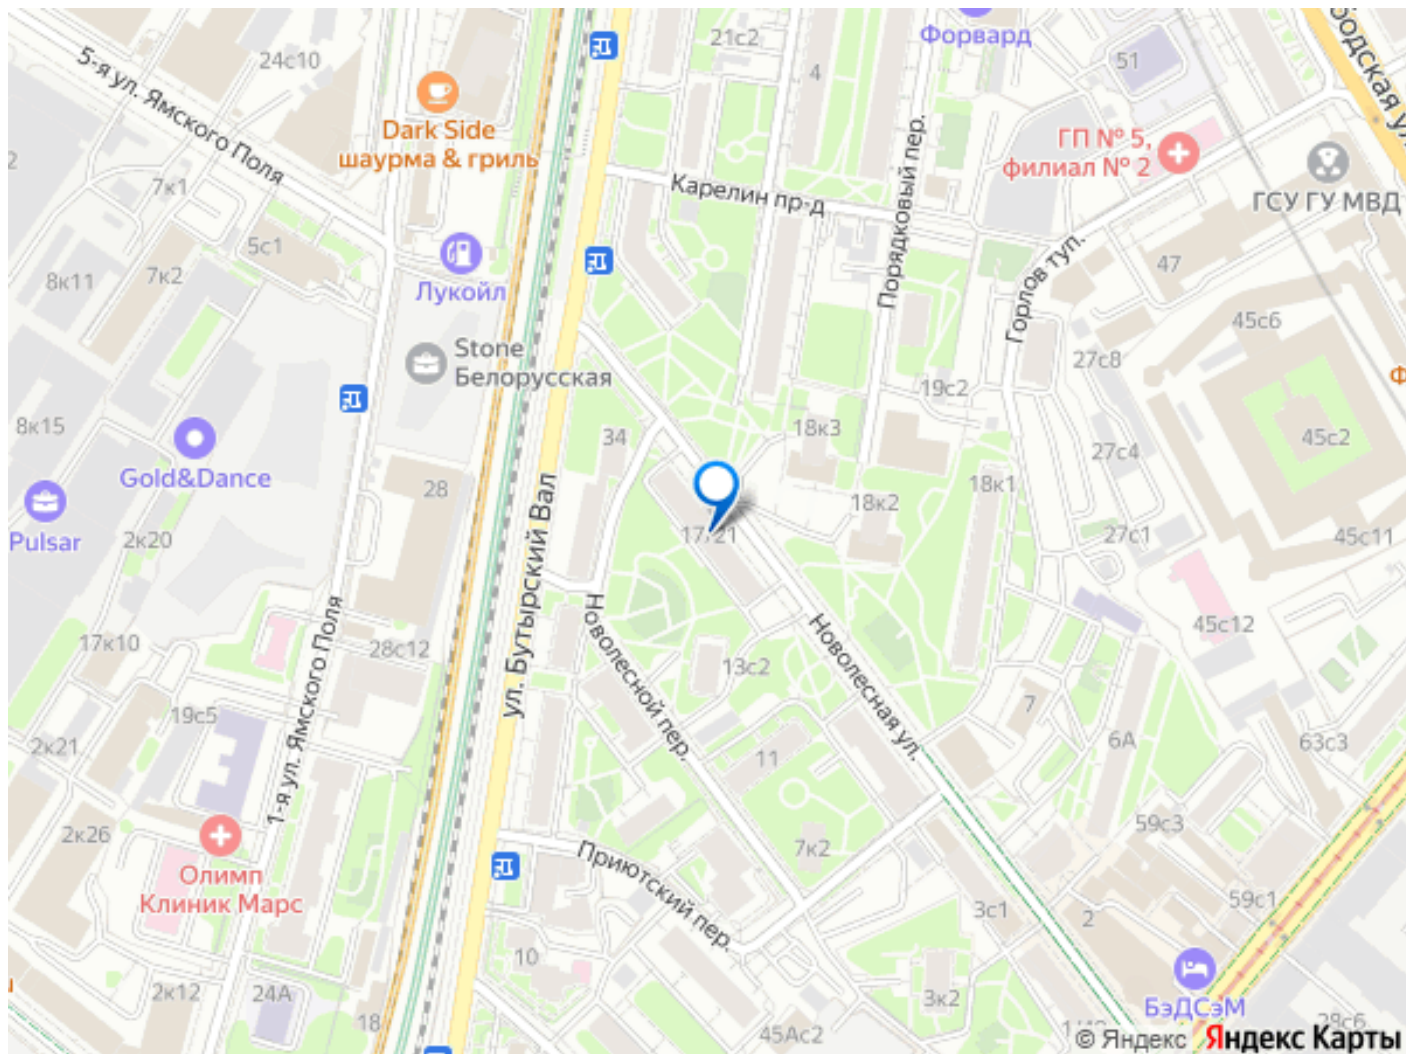 21с2
Форвард
51
24с10
4
5-я ул. Ямского Поля
Dark Side
шаурма & гриль
ГП № 5,
филиал № 2
Порядковый пер.
7к1
Карелин пр-д
ГСУ ГУ МВД
5с1
7к2
8к11
Лукойл
47
Горлов туп.
45с6
Stone
Белорусская
27с8
19с2
8к15
34
18к3
45с2
Gold&Dance
27с4
28
18к2
18к1
Pulsar
2к20
17/21
27с1
45с11
ул. Бутырский Вал
17к10
28с12
1-я ул. Ямского Поля
Новолесной пер.
13с2
Новолесная ул.
45с12
19с5
7
2к21
11
6А
63с3
2к26
7к2
59с3
Приютский пер.
Олимп
Клиник Марс
3с1
2
59с1
10
2к12
24А
18
3к2
БэДСэМ
45Ас2
28с6
© Яндекс Яндекс Карты